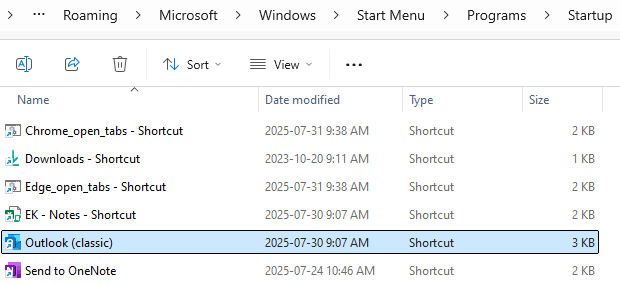 Roaming > Microsoft > Windows > Start Menu > Programs > Startup
Sort View
Name Date modified Type Size
Chrome_open_tabs - Shortcut 2025-07-31 9:38 AM Shortcut 2 KB
Downloads - Shortcut 2023-10-20 9:11 AM Shortcut 1 KB
Edge_open_tabs - Shortcut 2025-07-31 9:38 AM Shortcut 2 KB
EK - Notes - Shortcut 2025-07-30 9:07 AM Shortcut 2 KB
Outlook (classic) 2025-07-30 9:07 AM Shortcut 3 KB
Send to OneNote 2025-07-24 10:46 AM Shortcut 2 KB